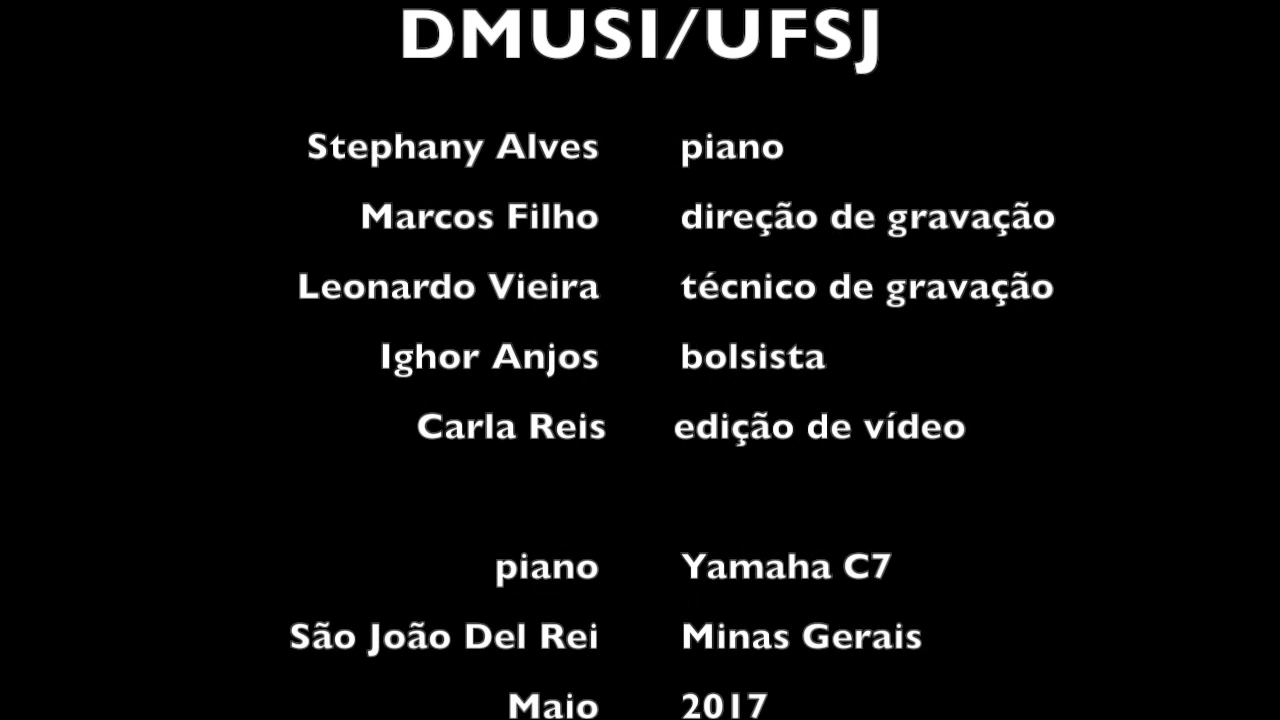 DMUSI/UFSJ
Stephany Alves piano
Marcos Filho direção de gravação
Leonardo Vieira técnico de gravação
Ighor Anjos bolsista
Carla Reis edição de vídeo
piano Yamaha C7
São João Del Rei Minas Gerais
Maio 2017